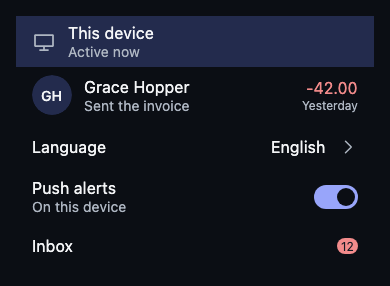 This device
Active now
GH
Grace Hopper
-42.00
Sent the invoice
Yesterday
Language
English
Push alerts
On this device
Inbox
12